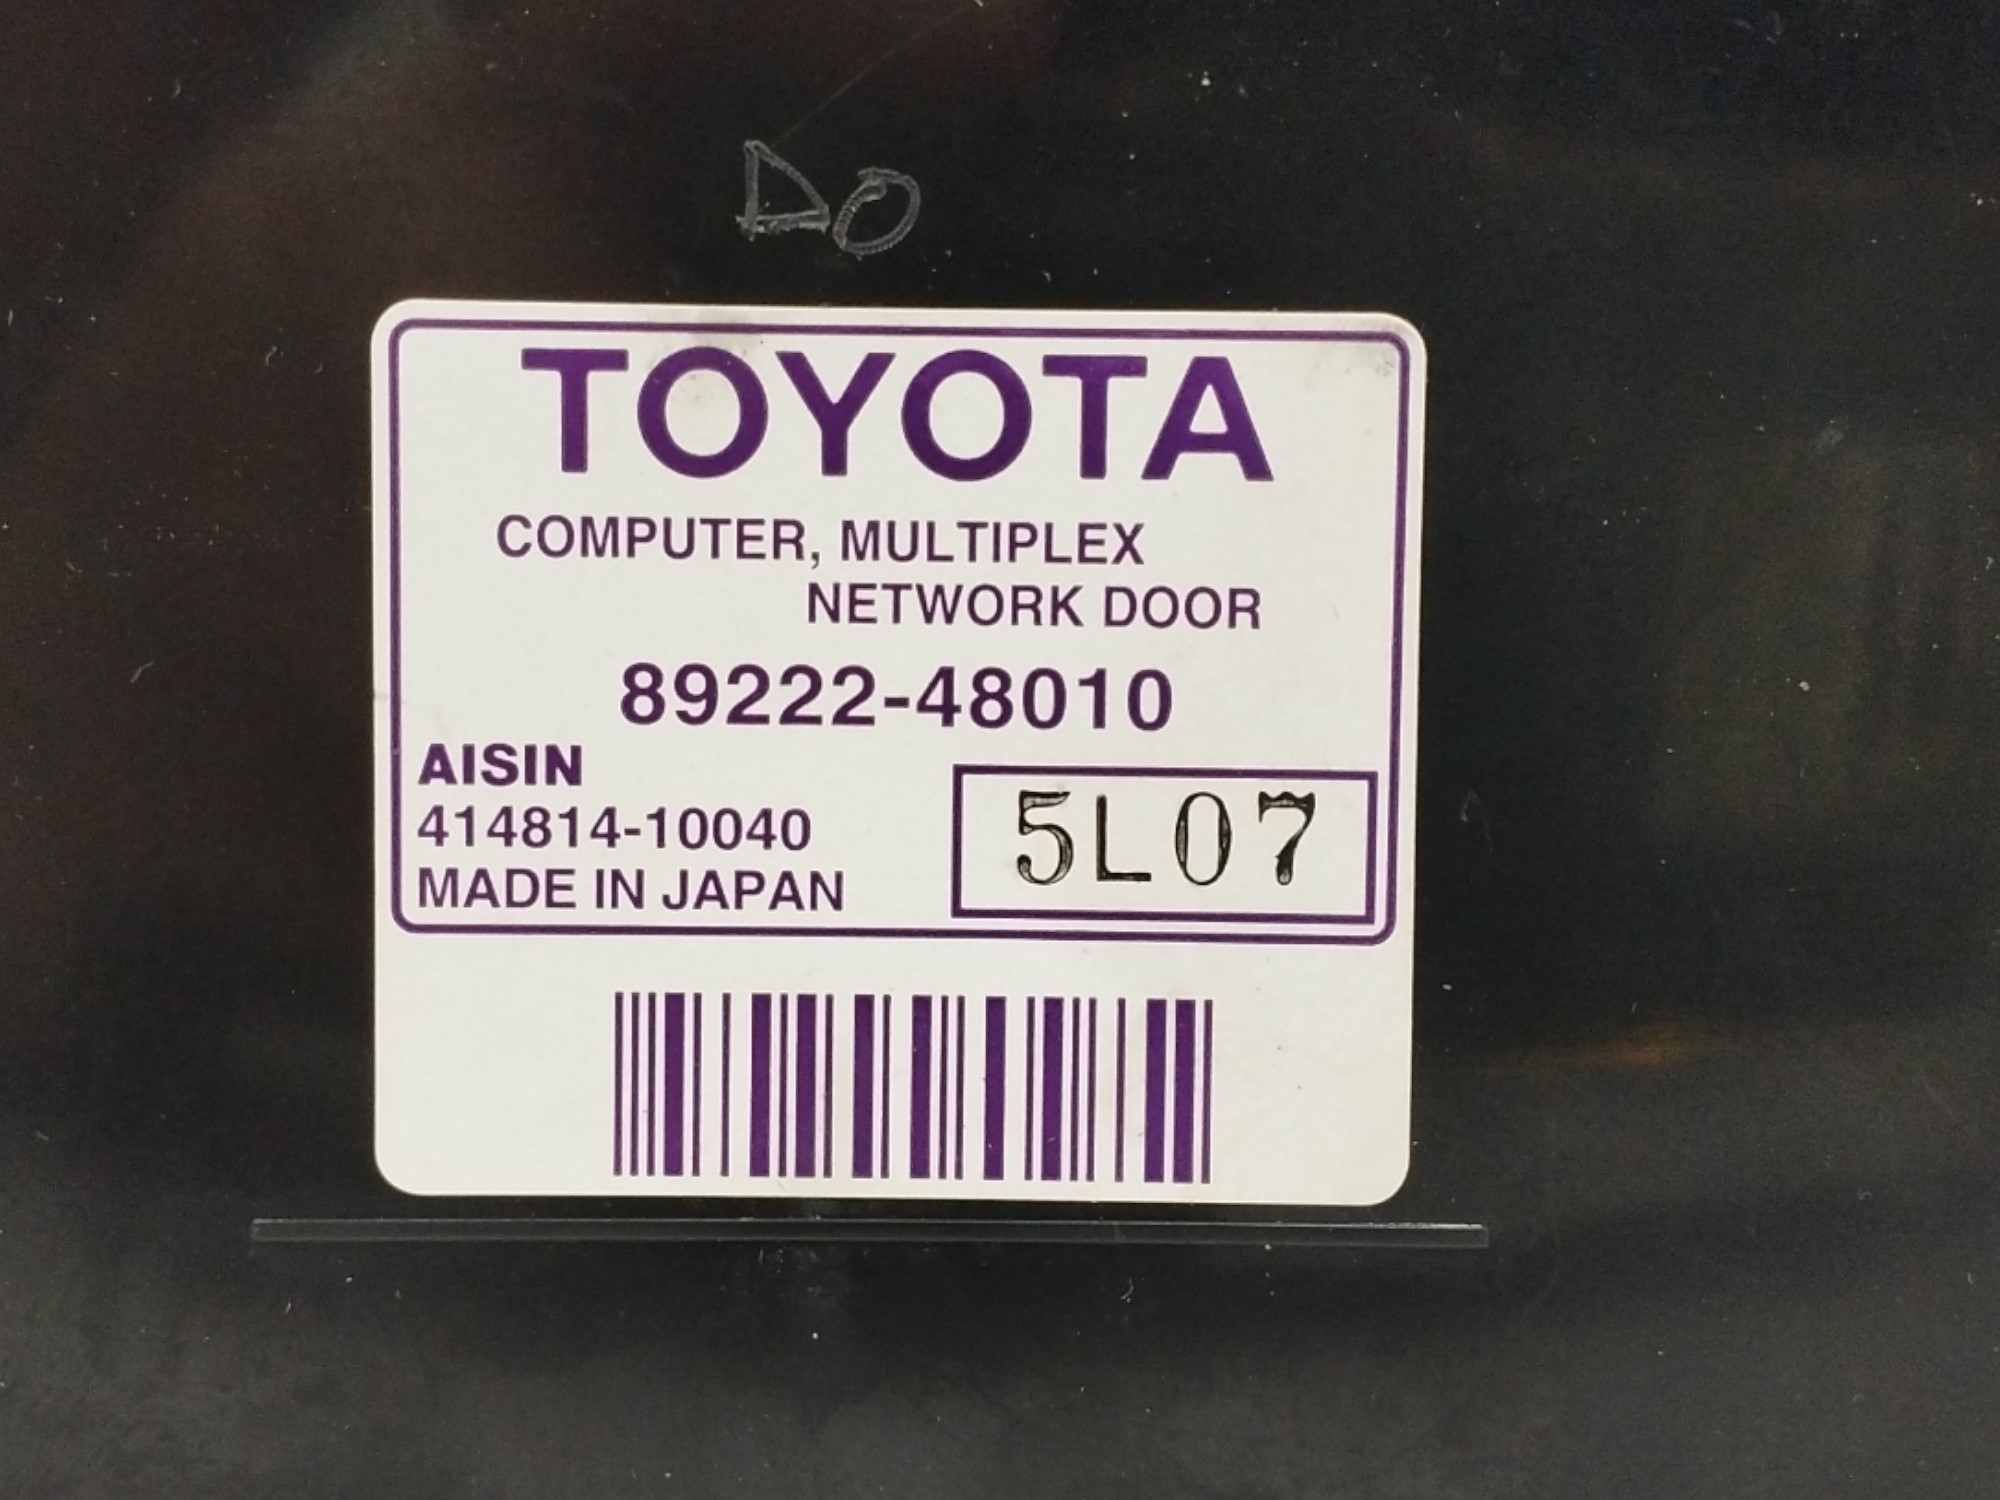 DO
TOYOTA
COMPUTER, MULTIPLEX
NETWORK DOOR
89222-48010
AISIN
414814-10040
MADE IN JAPAN
5L07